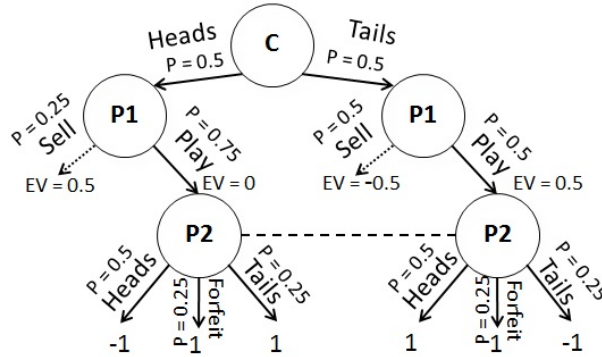 C
Heads
P = 0.5
Tails
P = 0.5
P1
P = 0.25
Sell
EV = 0.5
P = 0.75
Play
EV = 0
P1
P = 0.5
Sell
EV = -0.5
P = 0.5
Play
EV = 0.5
P2
P = 0.5
Heads
-1
P = 0.25
Forfeit
1
P = 0.25
Tails
1
P2
P = 0.5
Heads
1
P = 0.25
Forfeit
1
P = 0.25
Tails
-1